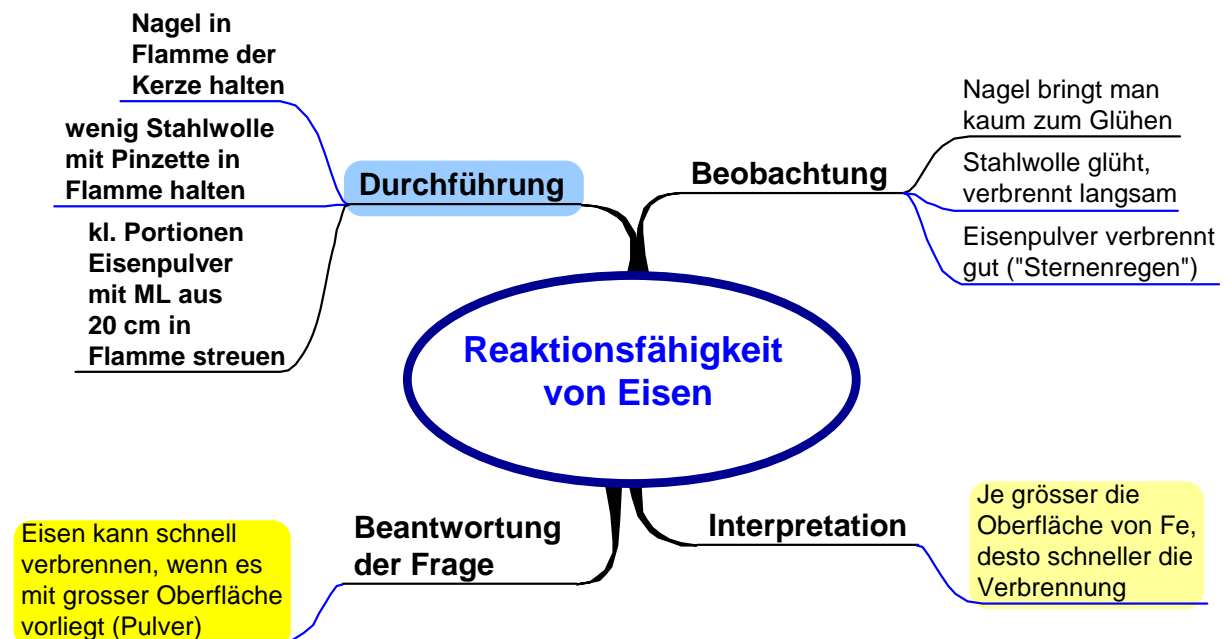 Reaktionsfähigkeit
von Eisen
Durchführung
Nagel in
Flamme der
Kerze halten
wenig Stahlwolle
mit Pinzette in
Flamme halten
kl. Portionen
Eisenpulver
mit ML aus
20 cm in
Flamme streuen
Beobachtung
Nagel bringt man
kaum zum Glühen
Stahlwolle glüht,
verbrennt langsam
Eisenpulver verbrennt
gut ("Sternenregen")
Interpretation
Je grösser die
Oberfläche von Fe,
desto schneller die
Verbrennung
Beantwortung
der Frage
Eisen kann schnell
verbrennen, wenn es
mit grosser Oberfläche
vorliegt (Pulver)